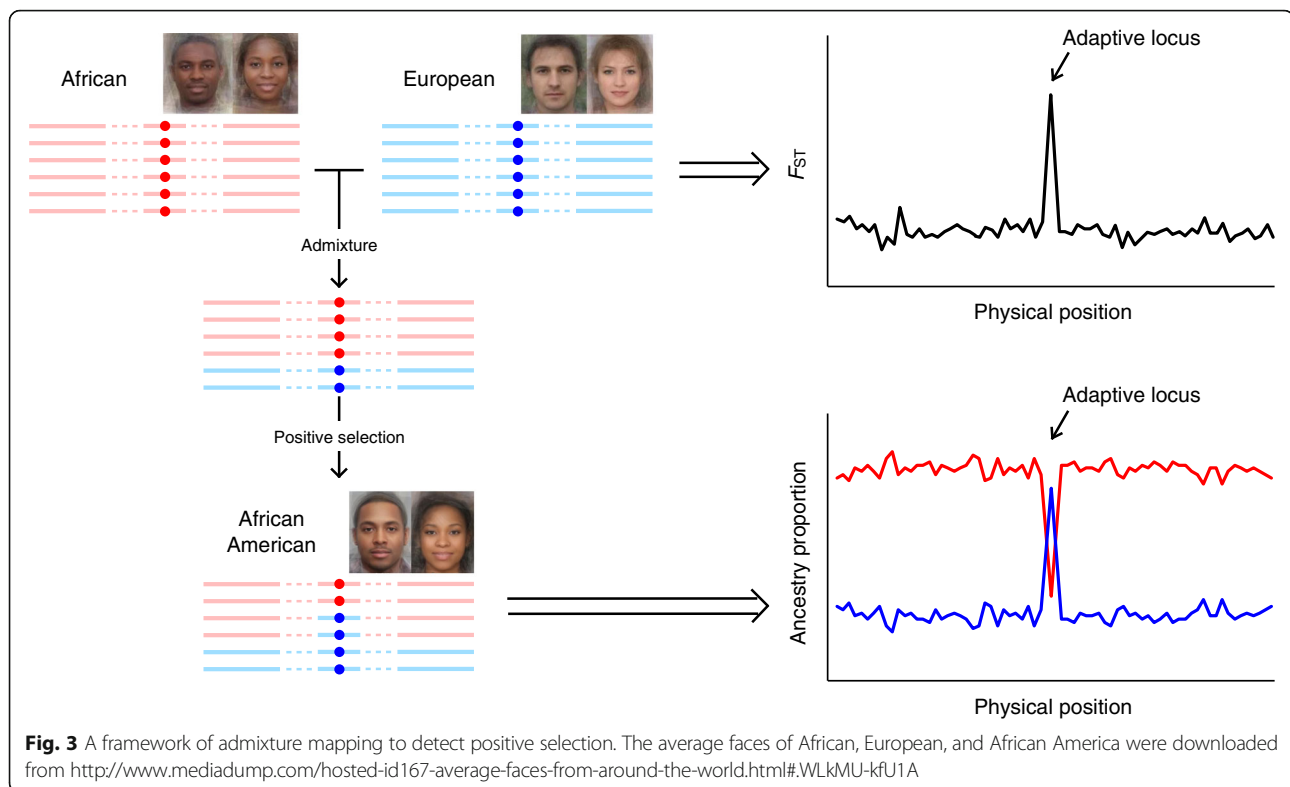 African
European
Admixture
Positive selection
African
American
Adaptive locus
FST
Physical position
Adaptive locus
Ancestry proportion
Physical position
Fig. 3 A framework of admixture mapping to detect positive selection. The average faces of African, European, and African America were downloaded
from http://www.mediadump.com/hosted-id167-average-faces-from-around-the-world.html#.WLkMU-kfU1A